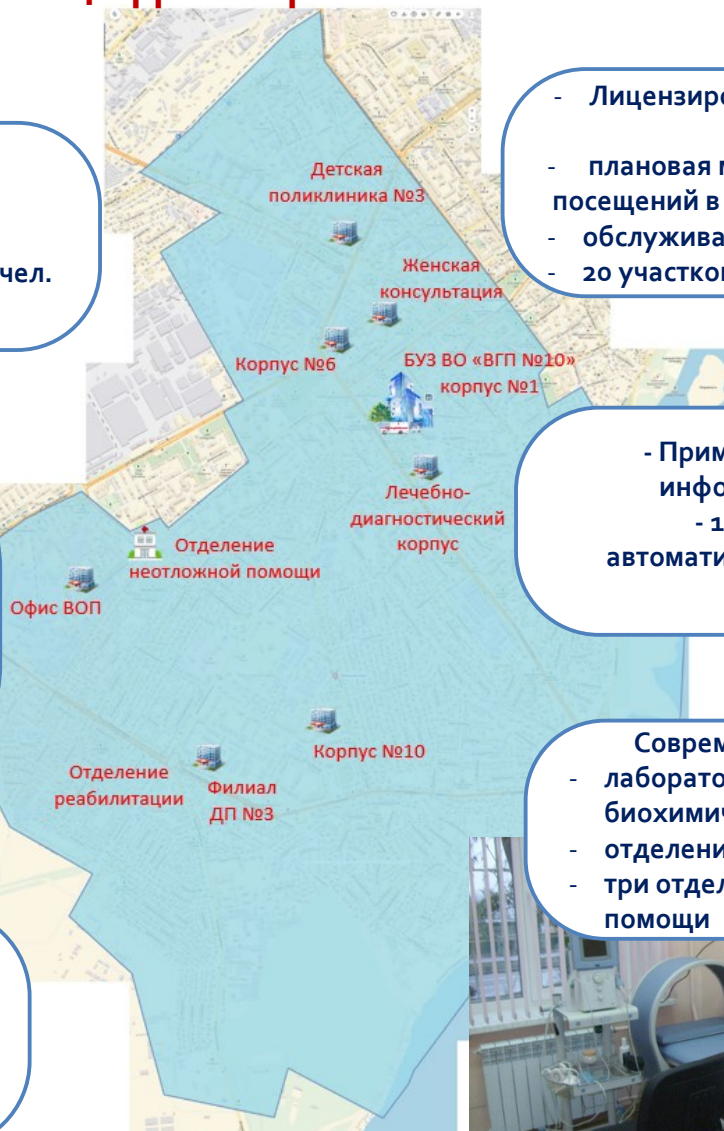 чел.
- Лицензиро
- плановая м
посещений в
- обслужива
- 20 участков
Детская
поликлиника №3
Женская
консультация
Корпус №6
БУЗ ВО «ВГП №10»
корпус №1
- Прим
инфо
- 1
автомати
Лечебно-
диагностический
корпус
Отделение
неотложной помощи
Офис ВОП
Корпус №10
Отделение
реабилитации
Филиал
ДП №3
Соврем
- лаборато
биохимич
- отделени
- три отдел
помощи